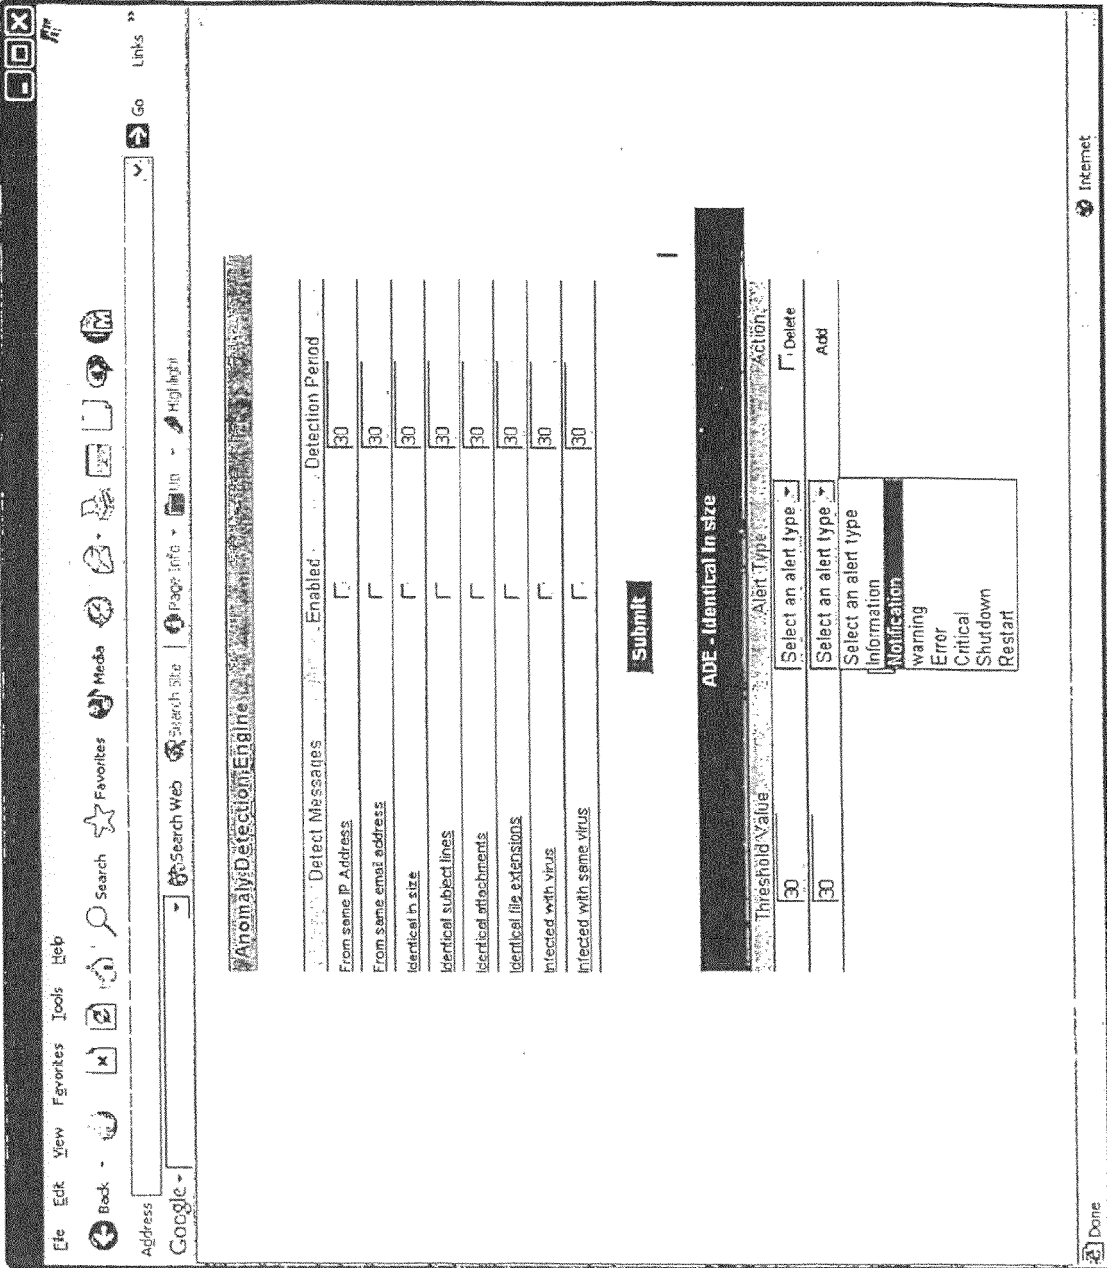 File Edit View Favorites Tools Help
Back Search Favorites Media
Address Go Links »
Google Search Web Search Site Page Info Up Highlight
Anomaly Detection Engine
Detect Messages Enabled Detection Period
From same IP Address 30
From same email address 30
Identical in size 30
Identical subject lines 30
Identical attachments 30
Identical file extensions 30
Infected with virus 30
Infected with same virus 30
Submit
ADE - Identical in size
Threshold Value Alert Type Action
30 Select an alert type Delete
30 Select an alert type Add
Select an alert type
Information
Notification
warning
Error
Critical
Shutdown
Restart
Done Internet